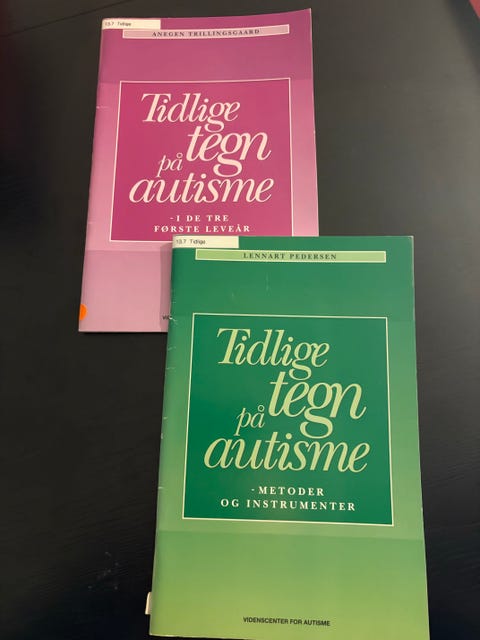 13.7 Tidlige
ANEGEN TRILLINGSGAARD
Tidlige
tegn
på
autisme
- I DE TRE
FØRSTE LEVEÅR
13.7 Tidlige
LENNART PEDERSEN
Tidlige
tegn
på
autisme
- METODER
OG INSTRUMENTER
VIDENSCENTER FOR AUTISME